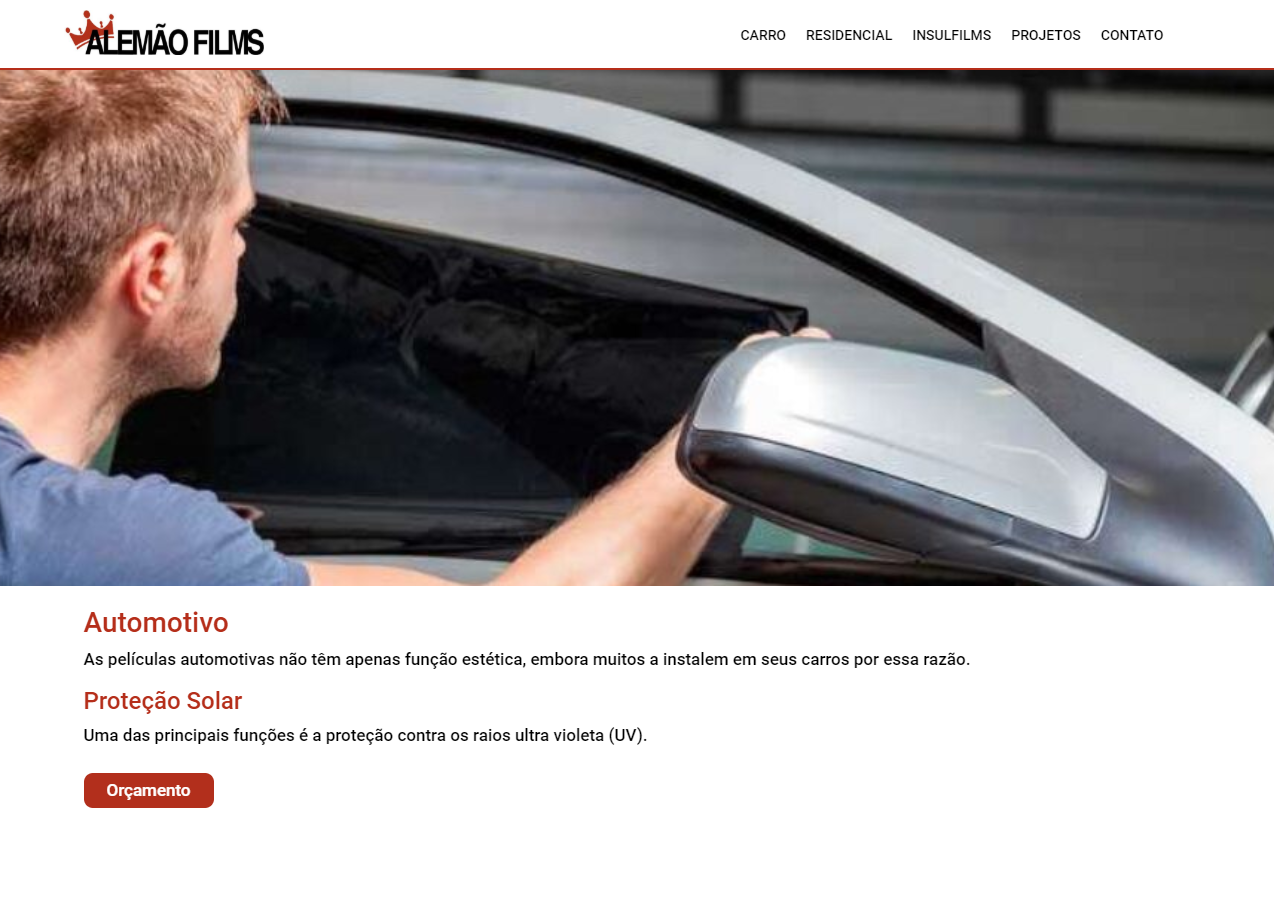 ALEMÃO FILMS
CARRO RESIDENCIAL INSULFILMS PROJETOS CONTATO
Automotivo
As películas automotivas não têm apenas função estética, embora muitos a instalem em seus carros por essa razão.
Proteção Solar
Uma das principais funções é a proteção contra os raios ultra violeta (UV).
Orçamento